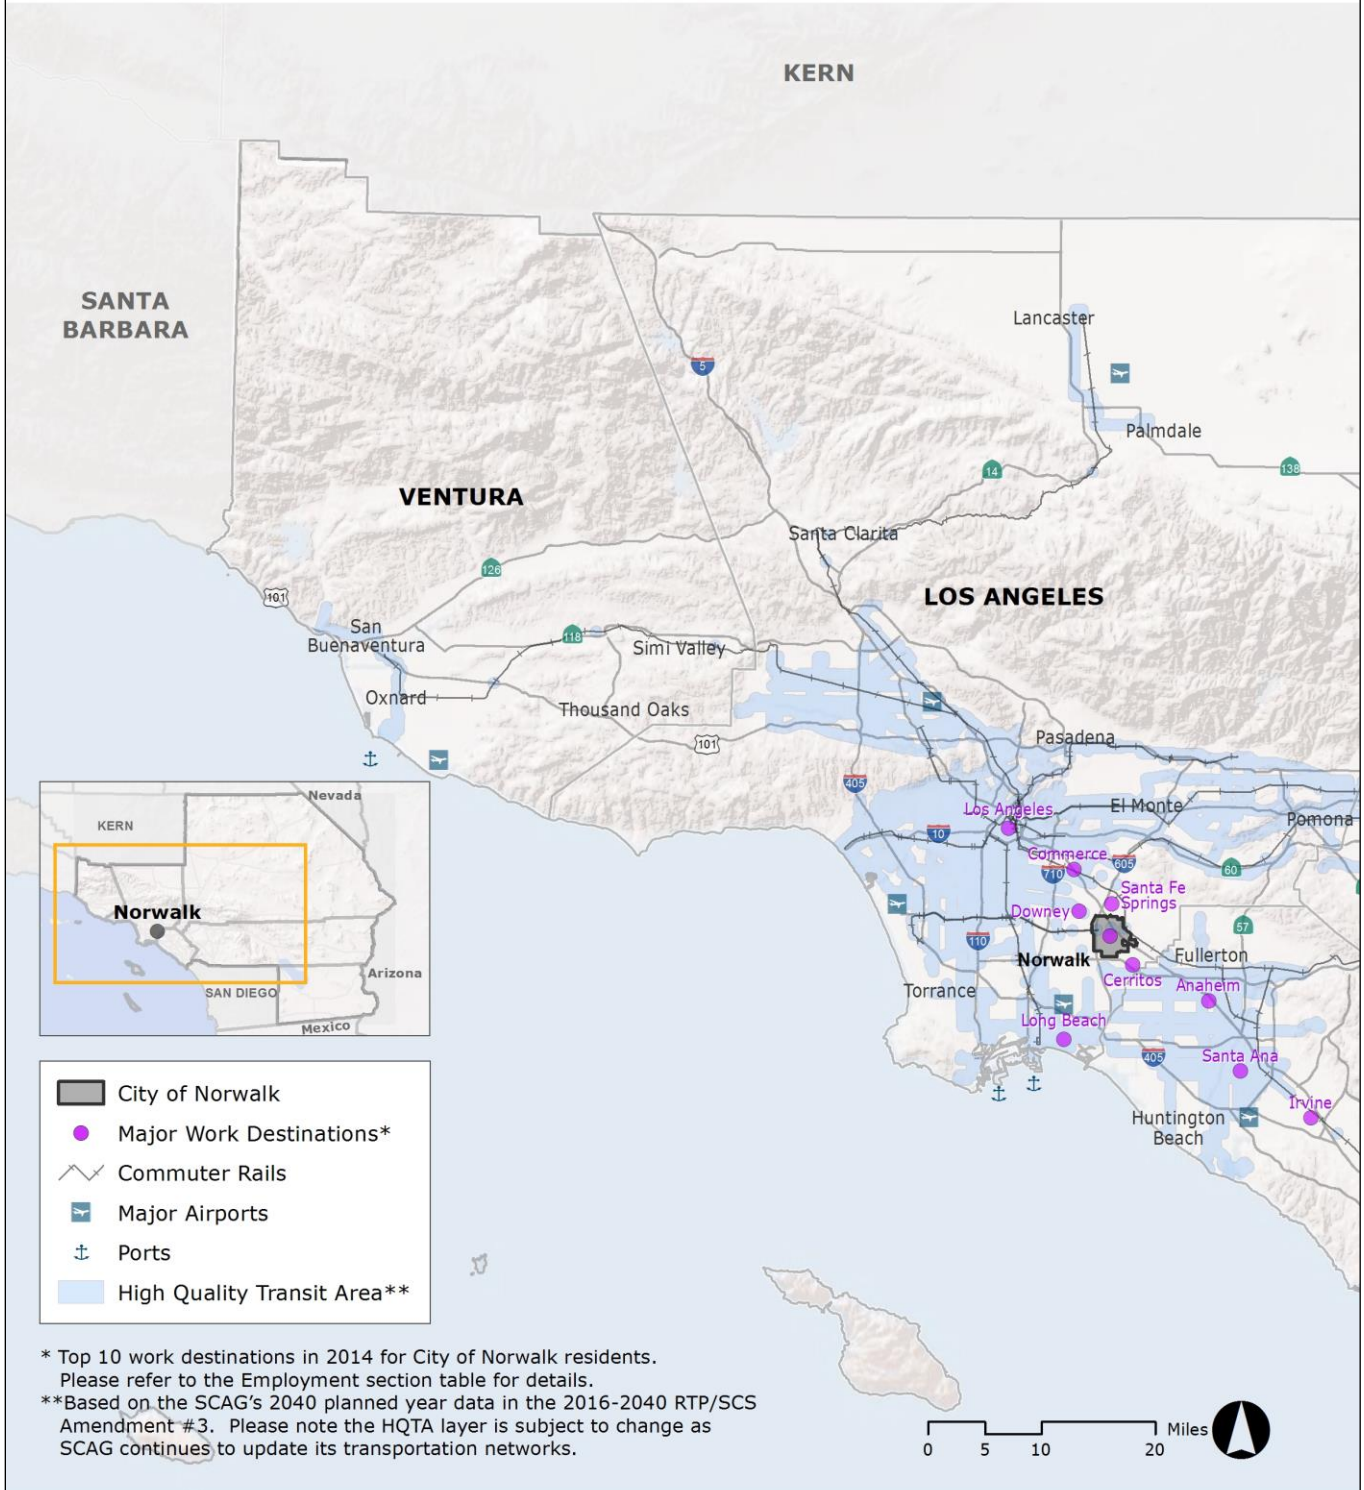 KERN
SANTA
BARBARA
Lancaster
5
Palmdale
14
138
VENTURA
Santa Clarita
126
LOS ANGELES
101
San
Buenaventura
118
Simi Valley
Oxnard
Thousand Oaks
101
Pasadena
405
Los Angeles
El Monte
Pomona
10
Commerce
605
710
60
Santa Fe
Springs
Downey
57
110
Norwalk
Fullerton
Cerritos
Anaheim
Torrance
Long Beach
405
Santa Ana
Irvine
Huntington
Beach
Nevada
KERN
Norwalk
Arizona
SAN DIEGO
Mexico
City of Norwalk
Major Work Destinations*
Commuter Rails
Major Airports
Ports
High Quality Transit Area**
* Top 10 work destinations in 2014 for City of Norwalk residents.
Please refer to the Employment section table for details.
**Based on the SCAG’s 2040 planned year data in the 2016-2040 RTP/SCS
Amendment #3. Please note the HQTA layer is subject to change as
SCAG continues to update its transportation networks.
Miles
0 5 10 20